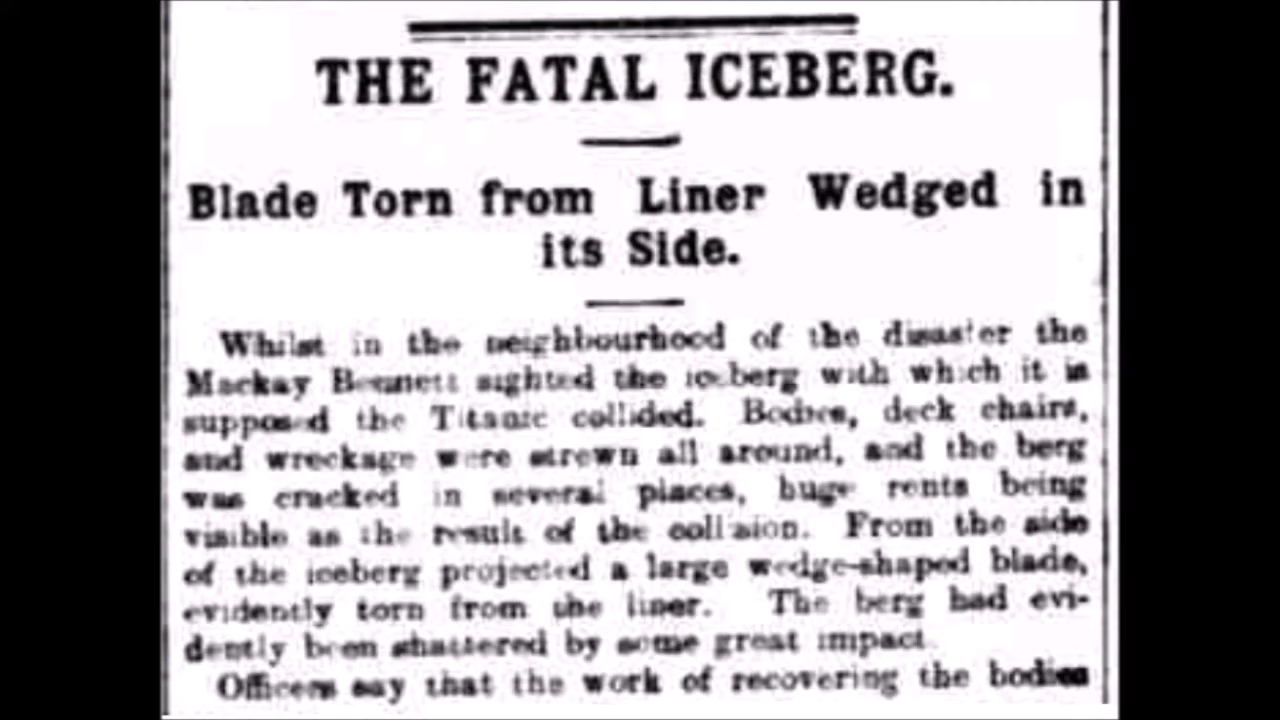 THE FATAL ICEBERG.
Blade Torn from Liner Wedged in
its Side.
Whilst in the neighbourhood of the disaster the
Mackay Bennett sighted the iceberg with which it is
supposed the Titanic collided. Bodies, deck chairs,
and wreckage were strewn all around, and the berg
was cracked in several places, huge rents being
visible as the result of the collision. From the side
of the iceberg projected a large wedge-shaped blade,
evidently torn from the liner. The berg had evi-
dently been shattered by some great impact.
Officers say that the work of recovering the bodies